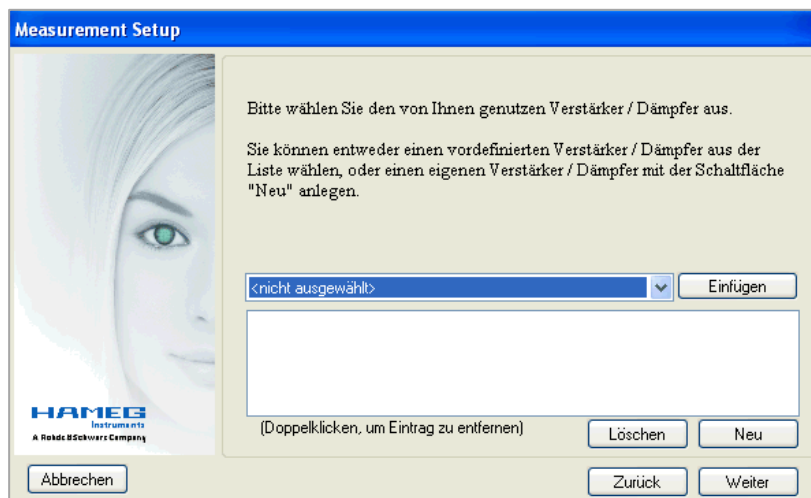 Measurement Setup
Bitte wählen Sie den von Ihnen genutzen Verstärker / Dämpfer aus.
Sie können entweder einen vordefinierten Verstärker / Dämpfer aus der
Liste wählen, oder einen eigenen Verstärker / Dämpfer mit der Schaltfläche
"Neu" anlegen.
<nicht ausgewählt>
Einfügen
(Doppelklicken, um Eintrag zu entfernen)
Löschen
Neu
HAMEG
Instruments
A Rohde & Schwarz Company
Abbrechen
Zurück
Weiter